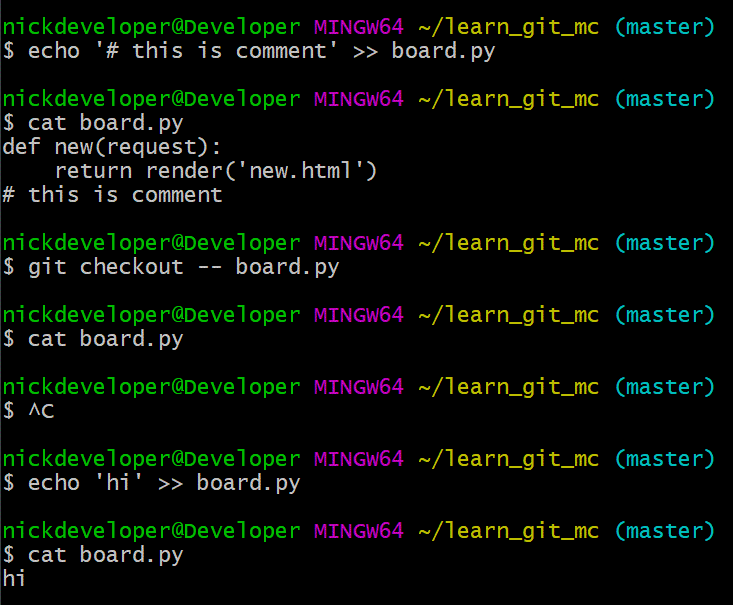 nickdeveloper@Developer MINGW64 ~/learn_git_mc (master)
$ echo '# this is comment' >> board.py
nickdeveloper@Developer MINGW64 ~/learn_git_mc (master)
$ cat board.py
def new(request):
    return render('new.html')
# this is comment
nickdeveloper@Developer MINGW64 ~/learn_git_mc (master)
$ git checkout -- board.py
nickdeveloper@Developer MINGW64 ~/learn_git_mc (master)
$ cat board.py
nickdeveloper@Developer MINGW64 ~/learn_git_mc (master)
$ ^C
nickdeveloper@Developer MINGW64 ~/learn_git_mc (master)
$ echo 'hi' >> board.py
nickdeveloper@Developer MINGW64 ~/learn_git_mc (master)
$ cat board.py
hi